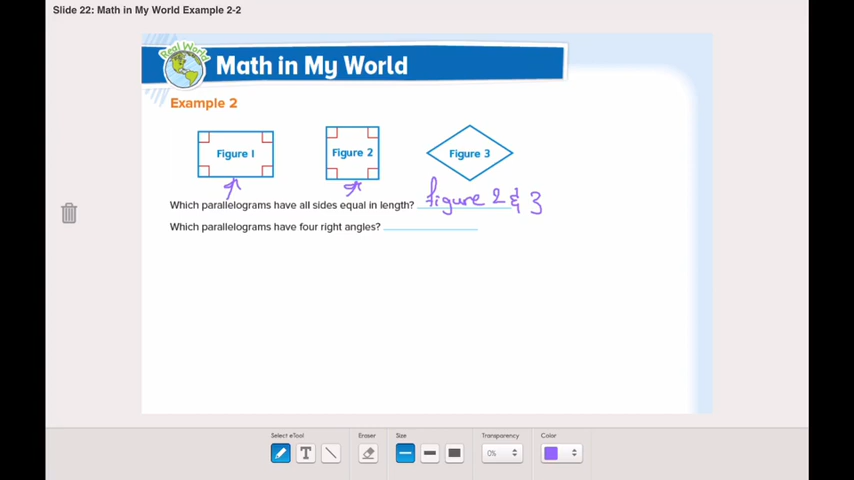 Slide 22: Math in My World Example 2-2
Real World
Math in My World
Example 2
Figure 1 Figure 2 Figure 3
Which parallelograms have all sides equal in length? figure 2 & 3
Which parallelograms have four right angles?
Select eTool Eraser Size Transparency Color
T 0%